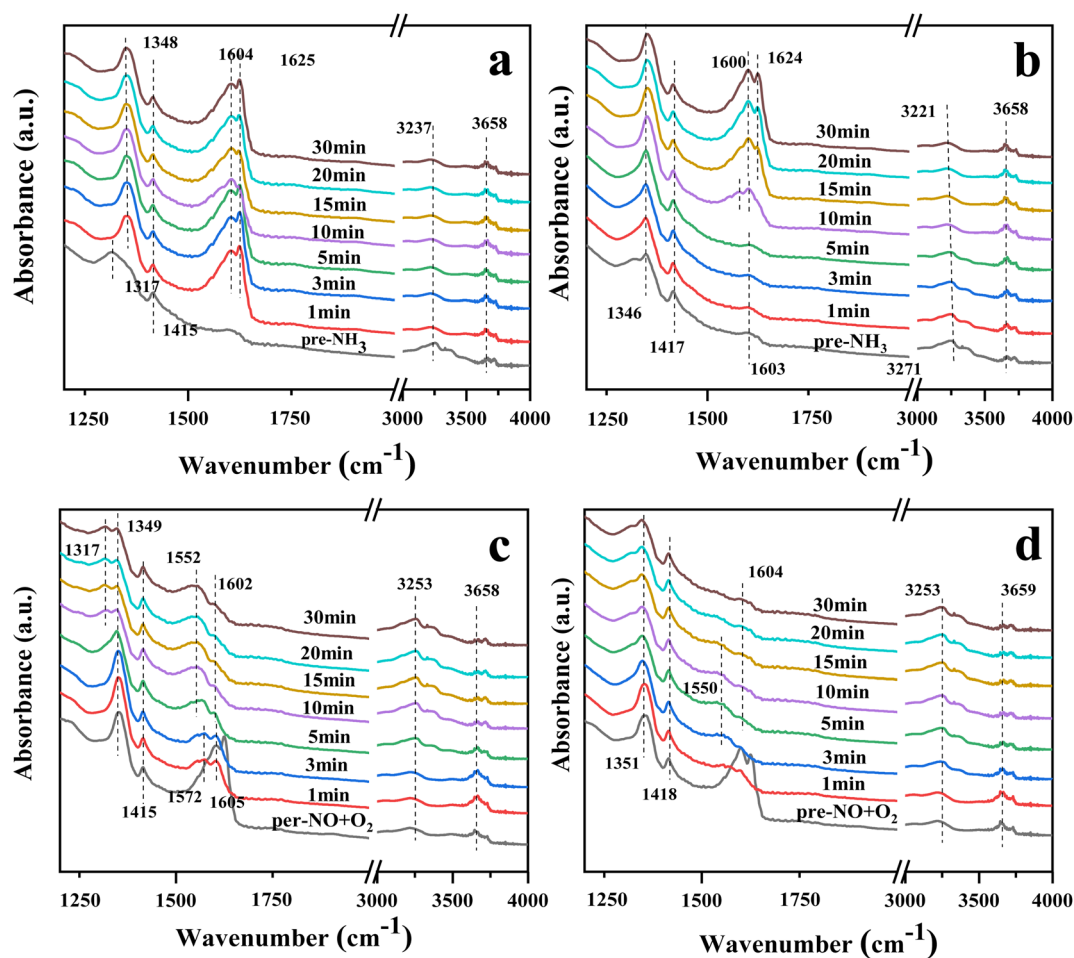 a
1348
1604
1625
3237
3658
30min
20min
15min
10min
5min
3min
1min
pre-NH3
1317
1415
Absorbance (a.u.)
1250
1500
1750
3000
3500
4000
Wavenumber (cm-1)
b
1600
1624
3221
3658
30min
20min
15min
10min
5min
3min
1min
pre-NH3
1346
1417
1603
3271
Absorbance (a.u.)
1250
1500
1750
3000
3500
4000
Wavenumber (cm-1)
c
1317
1349
1552
1602
3253
3658
30min
20min
15min
10min
5min
3min
1min
per-NO+O2
1415
1572
1605
Absorbance (a.u.)
1250
1500
1750
3000
3500
4000
Wavenumber (cm-1)
d
1604
3253
3659
30min
20min
15min
10min
5min
3min
1min
pre-NO+O2
1550
1351
1418
Absorbance (a.u.)
1250
1500
1750
3000
3500
4000
Wavenumber (cm-1)